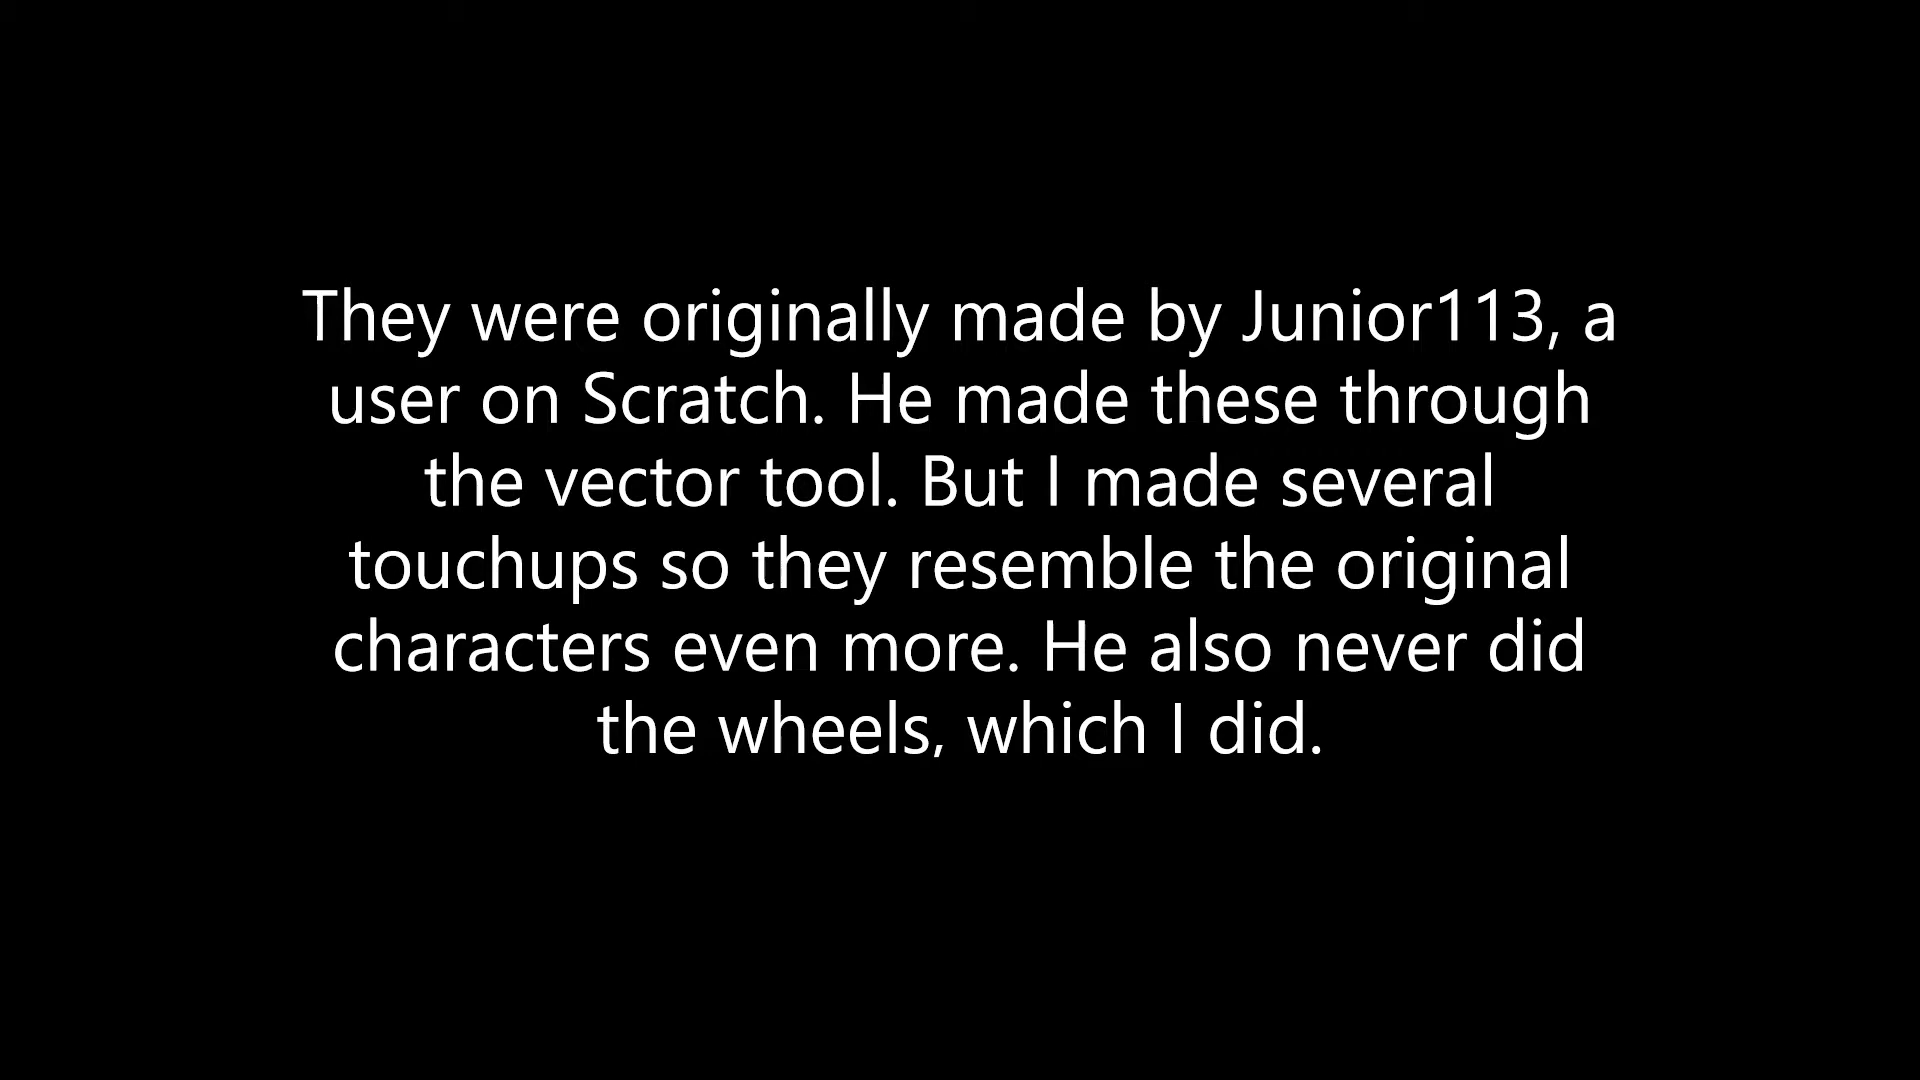 They were originally made by Junior113, a
user on Scratch. He made these through
the vector tool. But I made several
touchups so they resemble the original
characters even more. He also never did
the wheels, which I did.